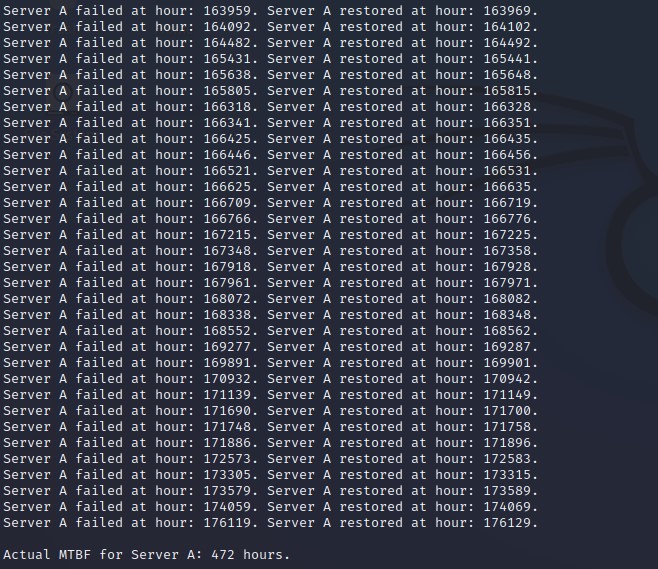 Server A failed at hour: 163959. Server A restored at hour: 163969.
Server A failed at hour: 164092. Server A restored at hour: 164102.
Server A failed at hour: 164482. Server A restored at hour: 164492.
Server A failed at hour: 165431. Server A restored at hour: 165441.
Server A failed at hour: 165638. Server A restored at hour: 165648.
Server A failed at hour: 165805. Server A restored at hour: 165815.
Server A failed at hour: 166318. Server A restored at hour: 166328.
Server A failed at hour: 166341. Server A restored at hour: 166351.
Server A failed at hour: 166425. Server A restored at hour: 166435.
Server A failed at hour: 166446. Server A restored at hour: 166456.
Server A failed at hour: 166521. Server A restored at hour: 166531.
Server A failed at hour: 166625. Server A restored at hour: 166635.
Server A failed at hour: 166709. Server A restored at hour: 166719.
Server A failed at hour: 166766. Server A restored at hour: 166776.
Server A failed at hour: 167215. Server A restored at hour: 167225.
Server A failed at hour: 167348. Server A restored at hour: 167358.
Server A failed at hour: 167918. Server A restored at hour: 167928.
Server A failed at hour: 167961. Server A restored at hour: 167971.
Server A failed at hour: 168072. Server A restored at hour: 168082.
Server A failed at hour: 168338. Server A restored at hour: 168348.
Server A failed at hour: 168552. Server A restored at hour: 168562.
Server A failed at hour: 169277. Server A restored at hour: 169287.
Server A failed at hour: 169891. Server A restored at hour: 169901.
Server A failed at hour: 170932. Server A restored at hour: 170942.
Server A failed at hour: 171139. Server A restored at hour: 171149.
Server A failed at hour: 171690. Server A restored at hour: 171700.
Server A failed at hour: 171748. Server A restored at hour: 171758.
Server A failed at hour: 171886. Server A restored at hour: 171896.
Server A failed at hour: 172573. Server A restored at hour: 172583.
Server A failed at hour: 173305. Server A restored at hour: 173315.
Server A failed at hour: 173579. Server A restored at hour: 173589.
Server A failed at hour: 174059. Server A restored at hour: 174069.
Server A failed at hour: 176119. Server A restored at hour: 176129.
Actual MTBF for Server A: 472 hours.